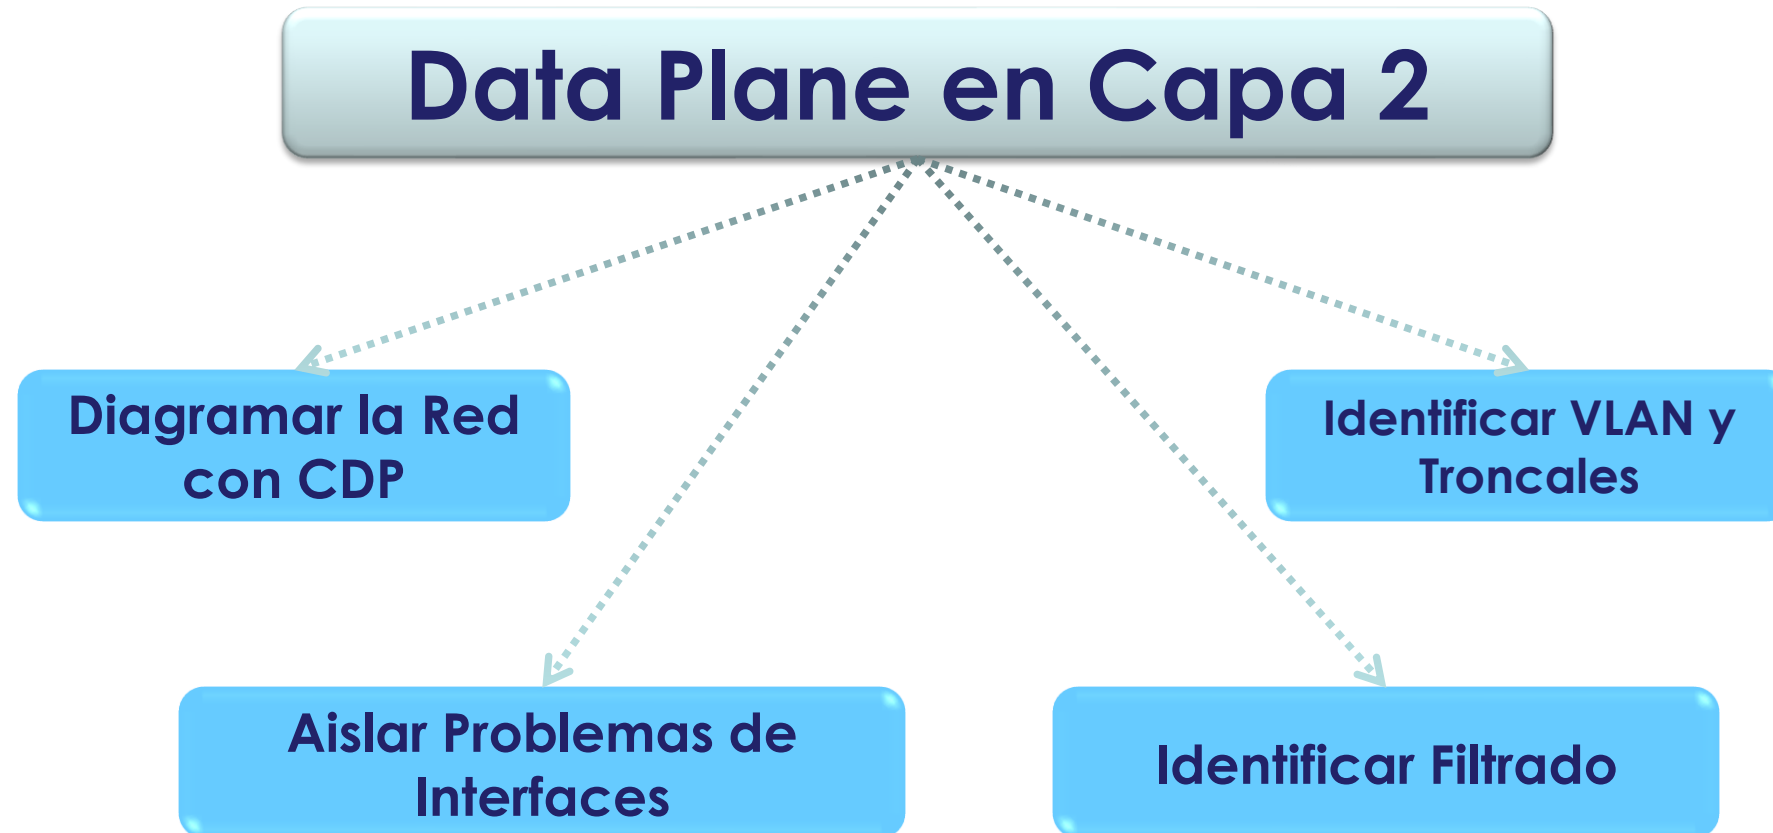 Data Plane en Capa 2
Diagramar la Red
con CDP
Identificar VLAN y
Troncales
Aislar Problemas de
Interfaces
Identificar Filtrado